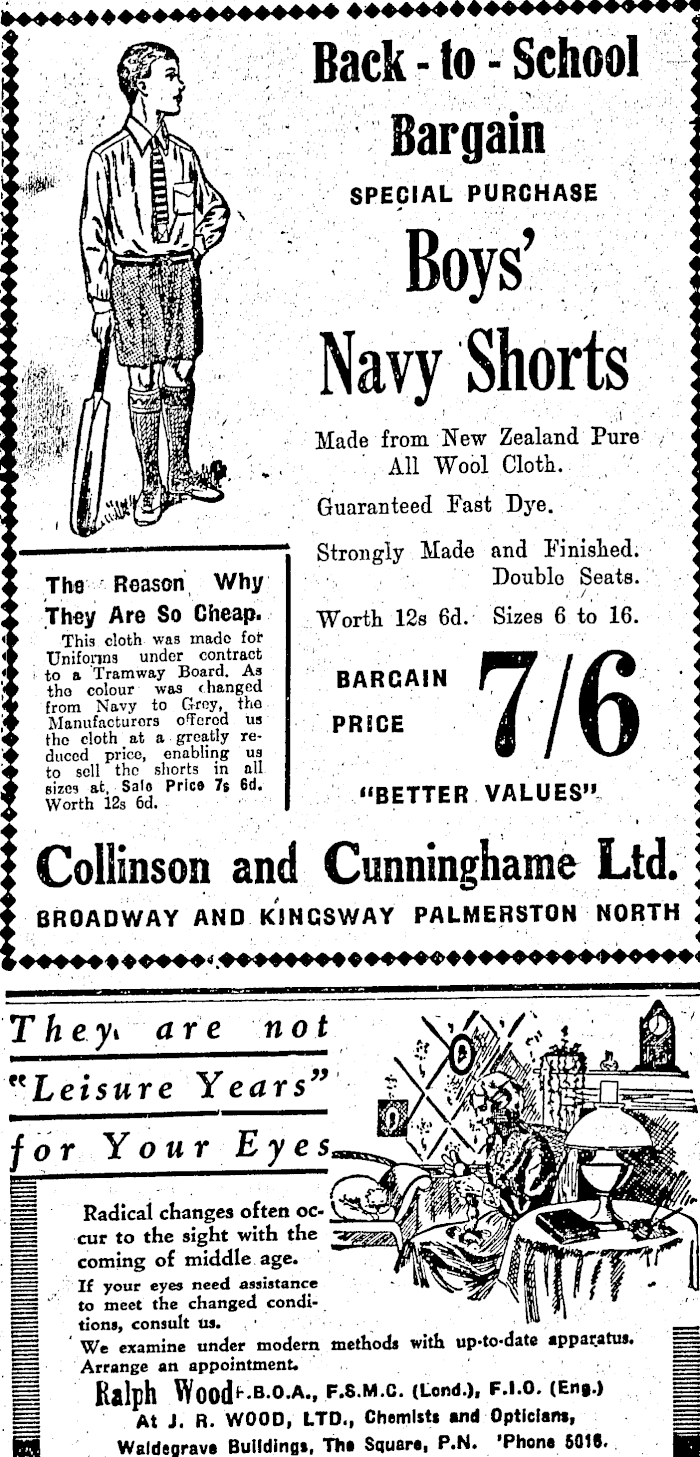 Back - to - School
Bargain
SPECIAL PURCHASE
Boys'
Navy Shorts
Made from New Zealand Pure
All Wool Cloth.
Guaranteed Fast Dye.
Strongly Made and Finished.
Double Seats.
Worth 12s 6d. Sizes 6 to 16.
BARGAIN
PRICE
7/6
"BETTER VALUES"
The Reason Why
They Are So Cheap.
This cloth was made for
Uniforms under contract
to a Tramway Board. As
the colour was changed
from Navy to Grey, the
Manufacturers offered us
the cloth at a greatly re-
duced price, enabling us
to sell the shorts in all
sizes at, Sale Price 7s 6d.
Worth 12s 6d.
Collinson and Cunninghame Ltd.
BROADWAY AND KINGSWAY PALMERSTON NORTH
They are not
"Leisure Years"
for Your Eyes
Radical changes often oc-
cur to the sight with the
coming of middle age.
If your eyes need assistance
to meet the changed condi-
tions, consult us.
We examine under modern methods with up-to-date apparatus.
Arrange an appointment.
Ralph Wood F.B.O.A., F.S.M.C. (Lond.), F.I.O. (Eng.)
At J. R. WOOD, LTD., Chemists and Opticians,
Waldegrave Buildings, The Square, P.N. 'Phone 5016.